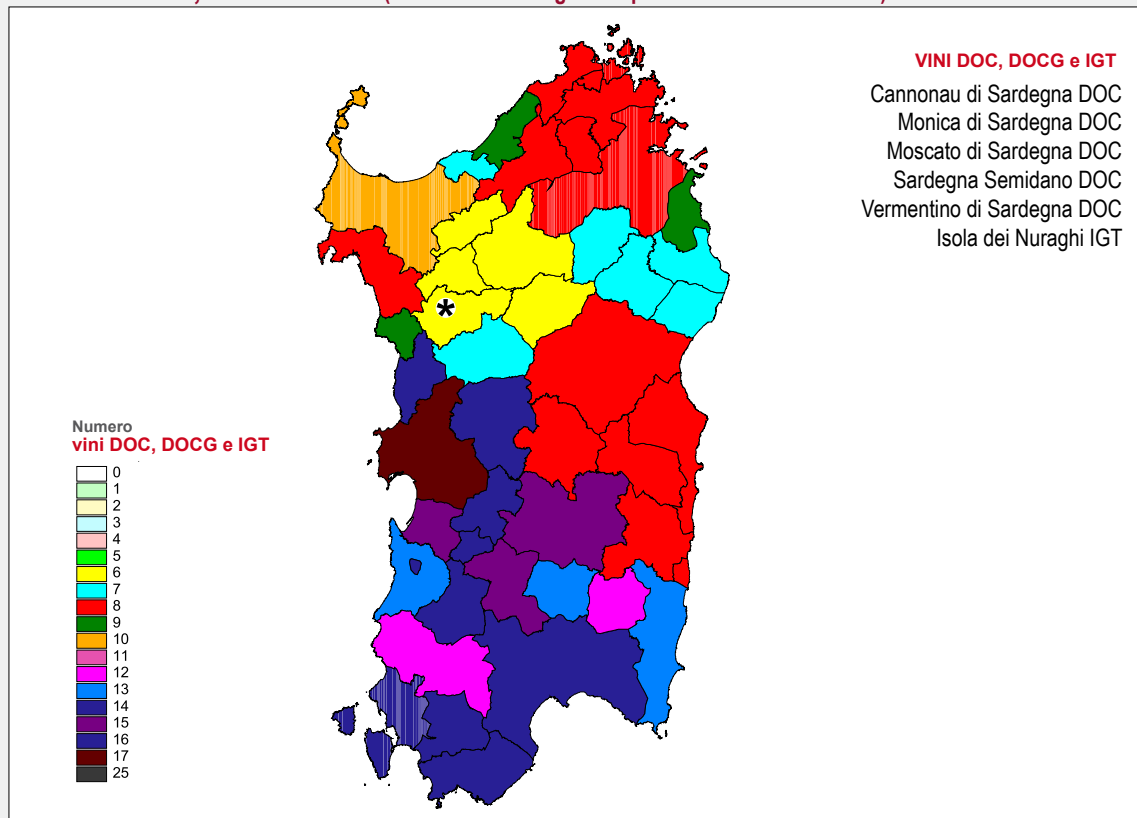 VINI DOC, DOCG e IGT
Cannonau di Sardegna DOC
Monica di Sardegna DOC
Moscato di Sardegna DOC
Sardegna Semidano DOC
Vermentino di Sardegna DOC
Isola dei Nuraghi IGT
*
Numero
vini DOC, DOCG e IGT
0
1
2
3
4
5
6
7
8
9
10
11
12
13
14
15
16
17
25